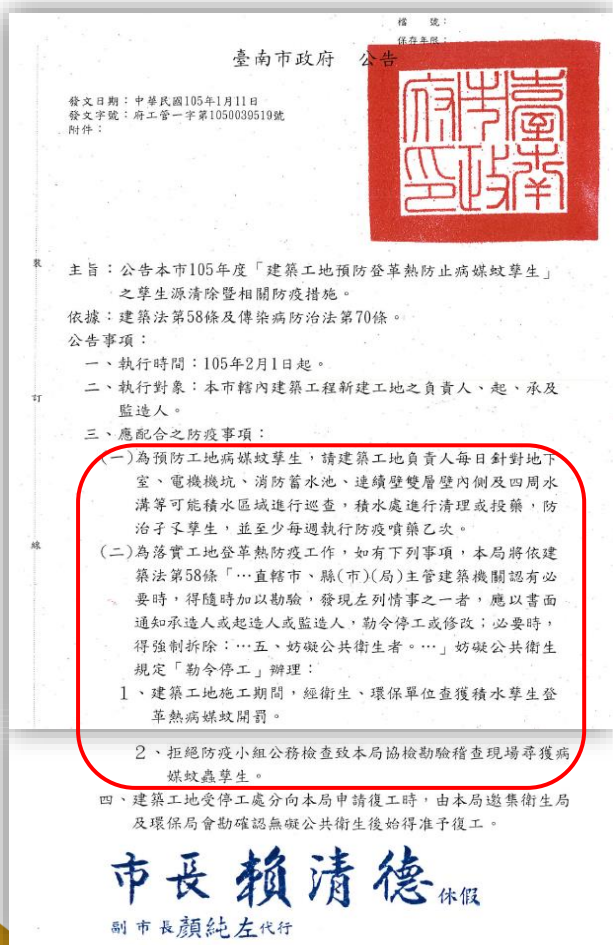 檔　　號：
保存年限：
臺南市政府　公告
發文日期：中華民國105年1月11日
發文字號：府工管一字第1050039519號
附件：
臺南市政府印
主旨：公告本市105年度「建築工地預防登革熱防止病媒蚊孳生」
之孳生源清除暨相關防疫措施。
依據：建築法第58條及傳染病防治法第70條。
公告事項：
一、執行時間：105年2月1日起。
二、執行對象：本市轄內建築工程新建工地之負責人、起、承及
監造人。
三、應配合之防疫事項：
(一)為預防工地病媒蚊孳生，請建築工地負責人每日針對地下
室、電機機坑、消防蓄水池、連續壁雙層壁內側及四周水
溝等可能積水區域進行巡查，積水處進行清理或投藥，防
治孑孓孳生，並至少每週執行防疫噴藥乙次。
(二)為落實工地登革熱防疫工作，如有下列事項，本局將依建
築法第58條「…直轄市、縣(市)(局)主管建築機關認有必
要時，得隨時加以勘驗，發現左列情事之一者，應以書面
通知承造人或起造人或監造人，勒令停工或修改；必要時，
得強制拆除：…五、妨礙公共衛生者。…」妨礙公共衛生
規定「勒令停工」辦理：
1、建築工地施工期間，經衛生、環保單位查獲積水孳生登
革熱病媒蚊開罰。
2、拒絕防疫小組公務檢查致本局協檢勘驗稽查現場尋獲病
媒蚊蟲孳生。
四、建築工地受停工處分向本局申請復工時，由本局邀集衛生局
及環保局會勘確認無礙公共衛生後始得准予復工。
市長賴清德休假
副市長顏純左代行
裝
訂
線